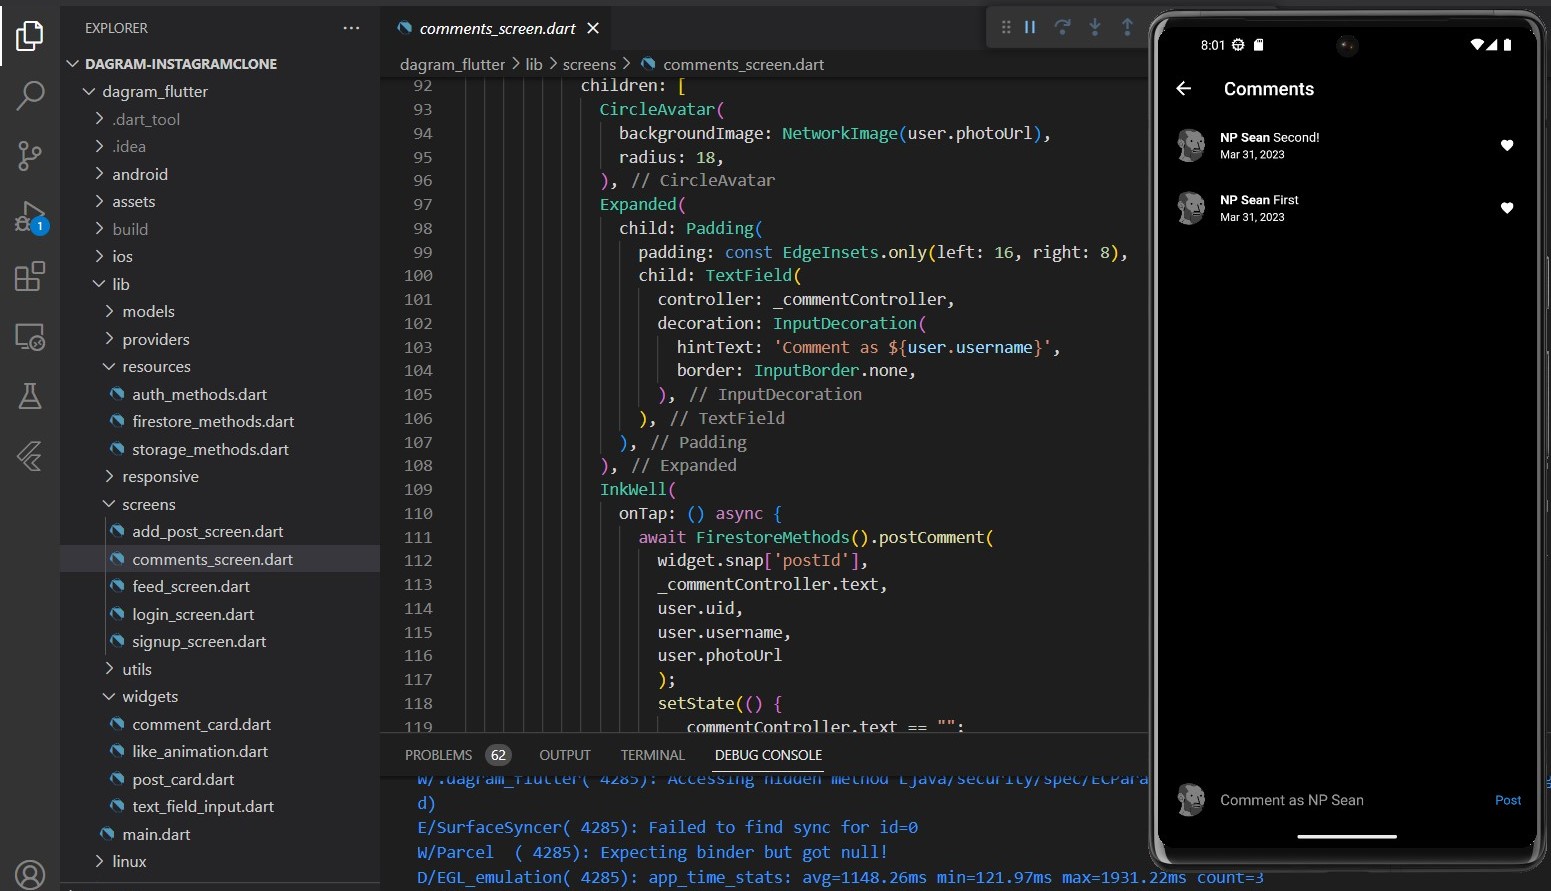 EXPLORER
DAGRAM-INSTAGRAMCLONE
dagram_flutter
.dart_tool
.idea
android
assets
build
ios
lib
models
providers
resources
auth_methods.dart
firestore_methods.dart
storage_methods.dart
responsive
screens
add_post_screen.dart
comments_screen.dart
feed_screen.dart
login_screen.dart
signup_screen.dart
utils
widgets
comment_card.dart
like_animation.dart
post_card.dart
text_field_input.dart
main.dart
linux
1
comments_screen.dart
dagram_flutter > lib > screens > comments_screen.dart
92 children: [
93 CircleAvatar(
94 backgroundImage: NetworkImage(user.photoUrl),
95 radius: 18,
96 ), // CircleAvatar
97 Expanded(
98 child: Padding(
99 padding: const EdgeInsets.only(left: 16, right: 8),
100 child: TextField(
101 controller: _commentController,
102 decoration: InputDecoration(
103 hintText: 'Comment as ${user.username}',
104 border: InputBorder.none,
105 ), // InputDecoration
106 ), // TextField
107 ), // Padding
108 ), // Expanded
109 InkWell(
110 onTap: () async {
111 await FirestoreMethods().postComment(
112 widget.snap['postId'],
113 _commentController.text,
114 user.uid,
115 user.username,
116 user.photoUrl
117 );
118 setState(() {
119 commentController.text == "";
PROBLEMS 62 OUTPUT TERMINAL DEBUG CONSOLE
W/.dagram_flutter( 4285): Accessing hidden method Ljava/security/spec/ECPara
d)
E/SurfaceSyncer( 4285): Failed to find sync for id=0
W/Parcel ( 4285): Expecting binder but got null!
D/EGL_emulation( 4285): app_time_stats: avg=1148.26ms min=121.97ms max=1931.22ms count=3
8:01
Comments
NP Sean Second!
Mar 31, 2023
NP Sean First
Mar 31, 2023
Comment as NP Sean Post